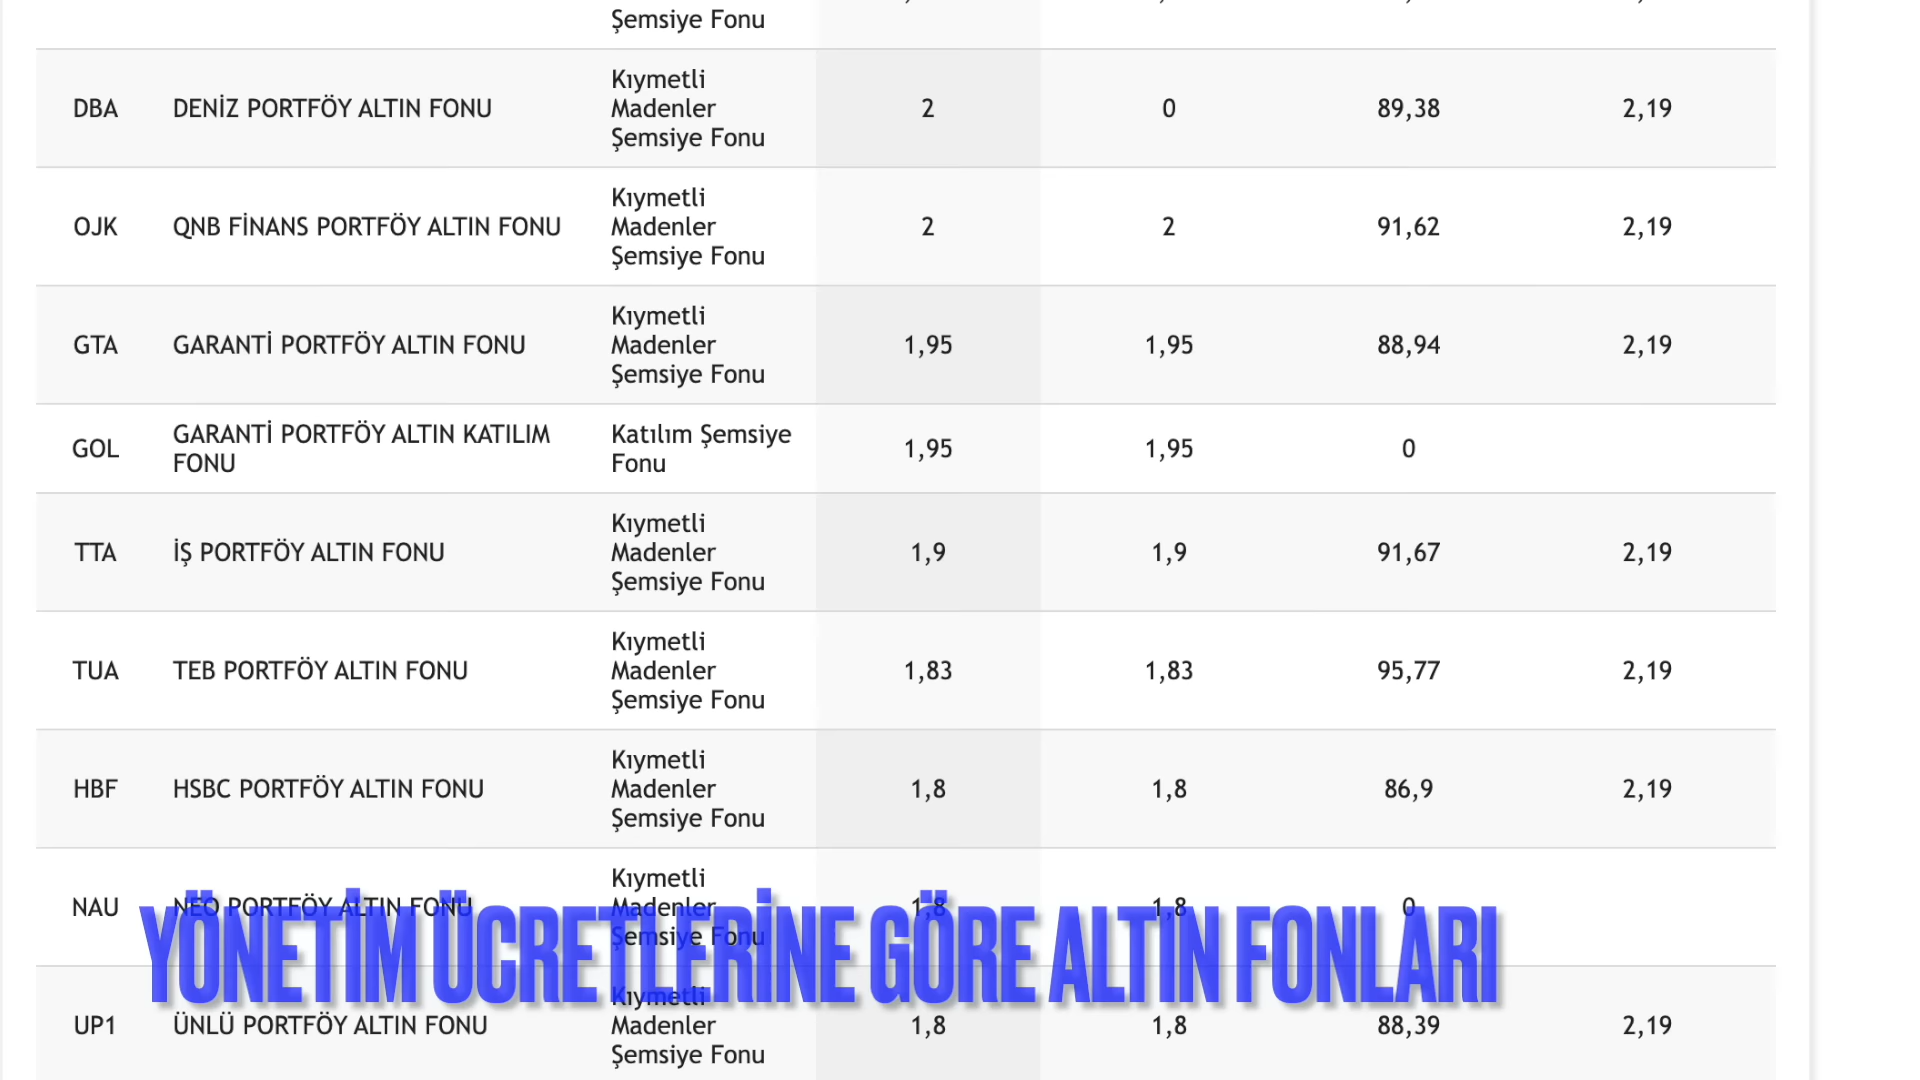 Şemsiye Fonu
DBA DENİZ PORTFÖY ALTIN FONU Kıymetli Madenler Şemsiye Fonu 2 0 89,38 2,19
OJK QNB FİNANS PORTFÖY ALTIN FONU Kıymetli Madenler Şemsiye Fonu 2 2 91,62 2,19
GTA GARANTİ PORTFÖY ALTIN FONU Kıymetli Madenler Şemsiye Fonu 1,95 1,95 88,94 2,19
GOL GARANTİ PORTFÖY ALTIN KATILIM FONU Katılım Şemsiye Fonu 1,95 1,95 0
TTA İŞ PORTFÖY ALTIN FONU Kıymetli Madenler Şemsiye Fonu 1,9 1,9 91,67 2,19
TUA TEB PORTFÖY ALTIN FONU Kıymetli Madenler Şemsiye Fonu 1,83 1,83 95,77 2,19
HBF HSBC PORTFÖY ALTIN FONU Kıymetli Madenler Şemsiye Fonu 1,8 1,8 86,9 2,19
NAU NEO PORTFÖY ALTIN FONU Kıymetli Madenler Şemsiye Fonu 1,8 1,8 0
YÖNETİM ÜCRETLERİNE GÖRE ALTIN FONLARI
UP1 ÜNLÜ PORTFÖY ALTIN FONU Kıymetli Madenler Şemsiye Fonu 1,8 1,8 88,39 2,19